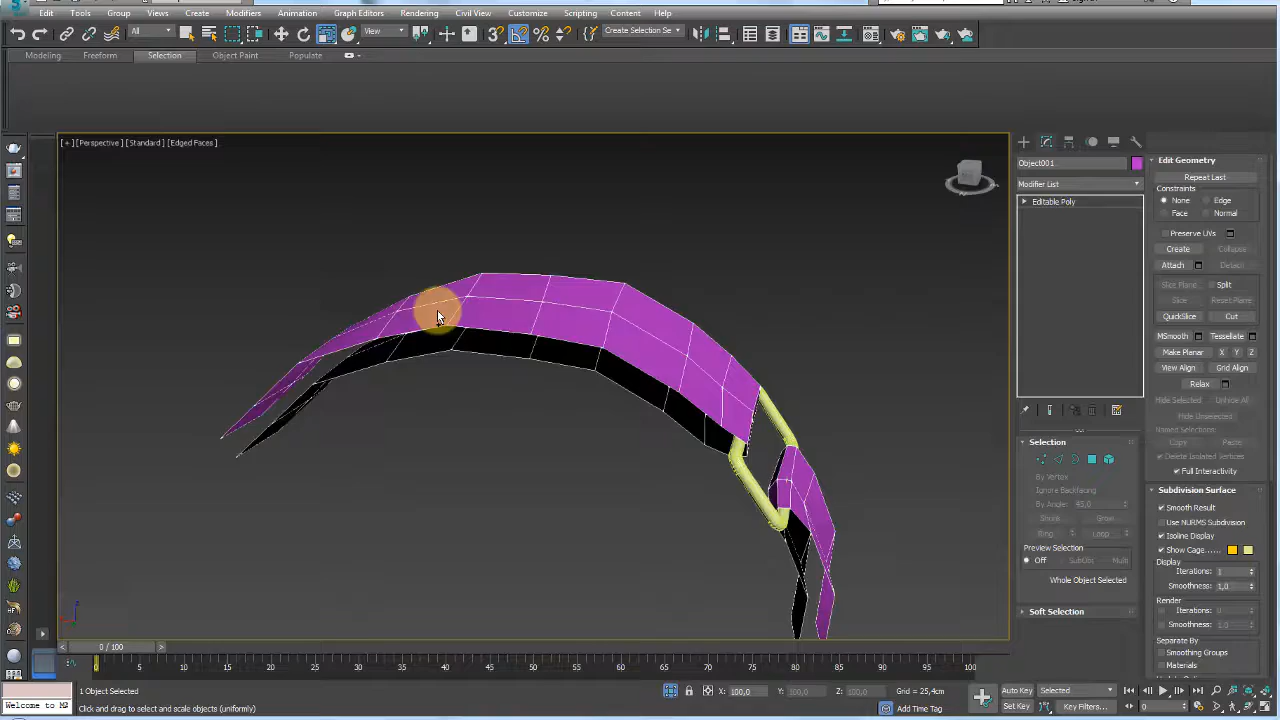 Edit Tools Group Views Create Modifiers Animation Graph Editors Rendering Civil View Customize Scripting Content Help
All View Create Selection Se
Modeling Freeform Selection Object Paint Populate
[ + ] [Perspective ] [Standard ] [Edged Faces ]
Object001
Modifier List
Editable Poly
Selection
By Vertex
Ignore Backfacing
By Angle: 45,0
Shrink Grow
Ring Loop
Preview Selection
Off SubObj Multi
Whole Object Selected
Soft Selection
Edit Geometry
Repeat Last
Constraints
None Edge
Face Normal
Preserve UVs
Create Collapse
Attach Detach
Slice Plane Split
Slice Reset Plane
QuickSlice Cut
MSmooth Tessellate
Make Planar X Y Z
View Align Grid Align
Relax
Hide Selected Unhide All
Hide Unselected
Named Selections:
Copy Paste
Delete Isolated Vertices
Full Interactivity
Subdivision Surface
Smooth Result
Use NURMS Subdivision
Isoline Display
Show Cage......
Display
Iterations: 1
Smoothness: 1,0
Render
Iterations: 0
Smoothness: 1,0
Separate By
Smoothing Groups
Materials
0 / 100
0 5 10 15 20 25 30 35 40 45 50 55 60 65 70 75 80 85 90 95 100
1 Object Selected X: 100,0 Y: 100,0 Z: 100,0 Grid = 25,4cm Auto Key Selected
Welcome to MX Click and drag to select and scale objects (uniformly) Add Time Tag Set Key Key Filters... 0